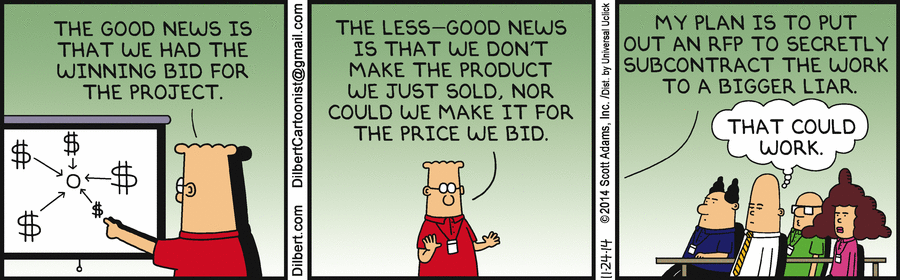 THE GOOD NEWS IS
THAT WE HAD THE
WINNING BID FOR
THE PROJECT.
$
$
$
$
$
Dilbert.com DilbertCartoonist@gmail.com
THE LESS-GOOD NEWS
IS THAT WE DON'T
MAKE THE PRODUCT
WE JUST SOLD, NOR
COULD WE MAKE IT FOR
THE PRICE WE BID.
11-24-14 ©2014 Scott Adams, Inc. /Dist. by Universal Uclick
MY PLAN IS TO PUT
OUT AN RFP TO SECRETLY
SUBCONTRACT THE WORK
TO A BIGGER LIAR.
THAT COULD
WORK.